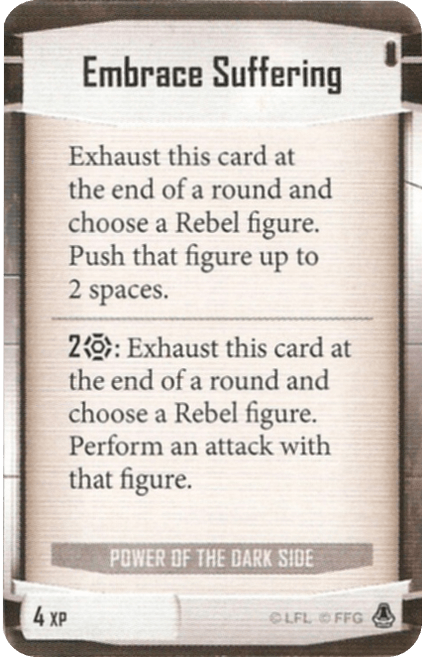 Embrace Suffering
Exhaust this card at
the end of a round and
choose a Rebel figure.
Push that figure up to
2 spaces.
2: Exhaust this card at
the end of a round and
choose a Rebel figure.
Perform an attack with
that figure.
POWER OF THE DARK SIDE
4 XP
© LFL © FFG